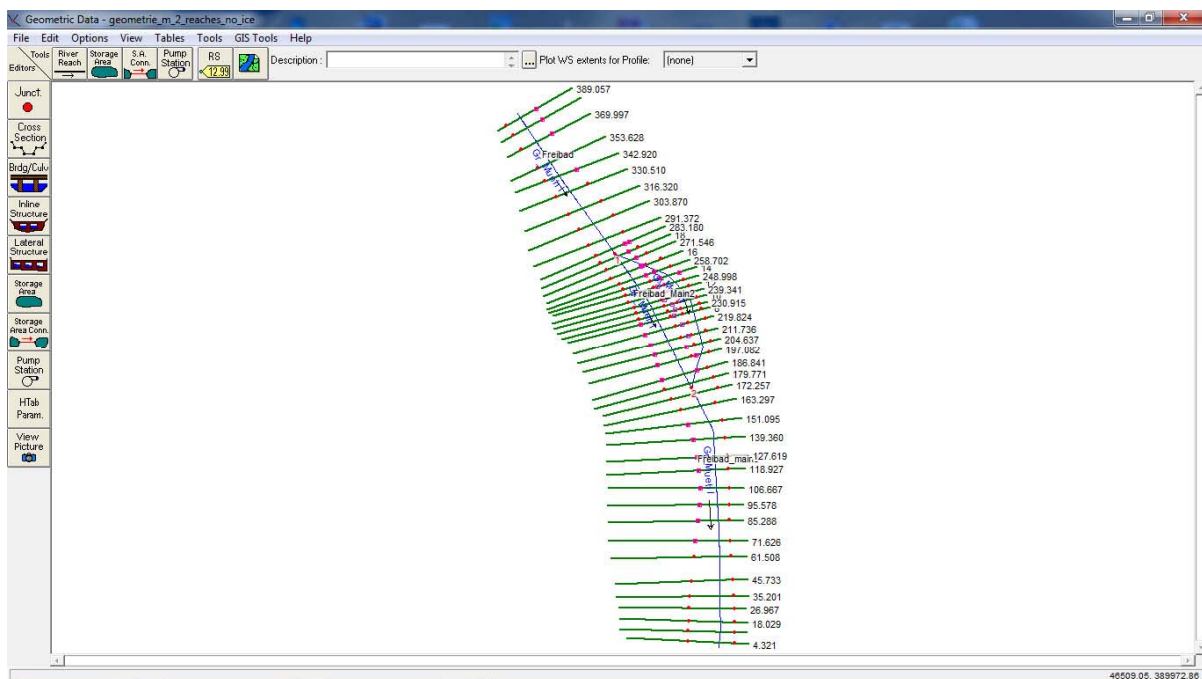 Geometric Data - geometrie_m_2_reaches_no_ice
File Edit Options View Tables Tools GIS Tools Help
Tools
Editors
River
Reach
Storage
Area
S.A.
Conn.
Pump
Station
RS
12.99
Description :
...
Plot WS extents for Profile:
(none)
Junct.
Cross
Section
Brdg/Culv
Inline
Structure
Lateral
Structure
Storage
Area
Storage
Area Conn.
Pump
Station
HTab
Param.
View
Picture
389.057
369.997
353.628
342.920
330.510
316.320
303.870
291.372
283.180
18
271.546
16
258.702
14
248.998
239.341
230.915
219.824
211.736
204.637
197.082
186.841
179.771
172.257
163.297
151.095
139.360
127.619
118.927
106.667
95.578
85.288
71.626
61.508
45.733
35.201
26.967
18.029
4.321
Freibad
1
Freibad_Main2
2
Freibad_main
46509.05, 389972.86